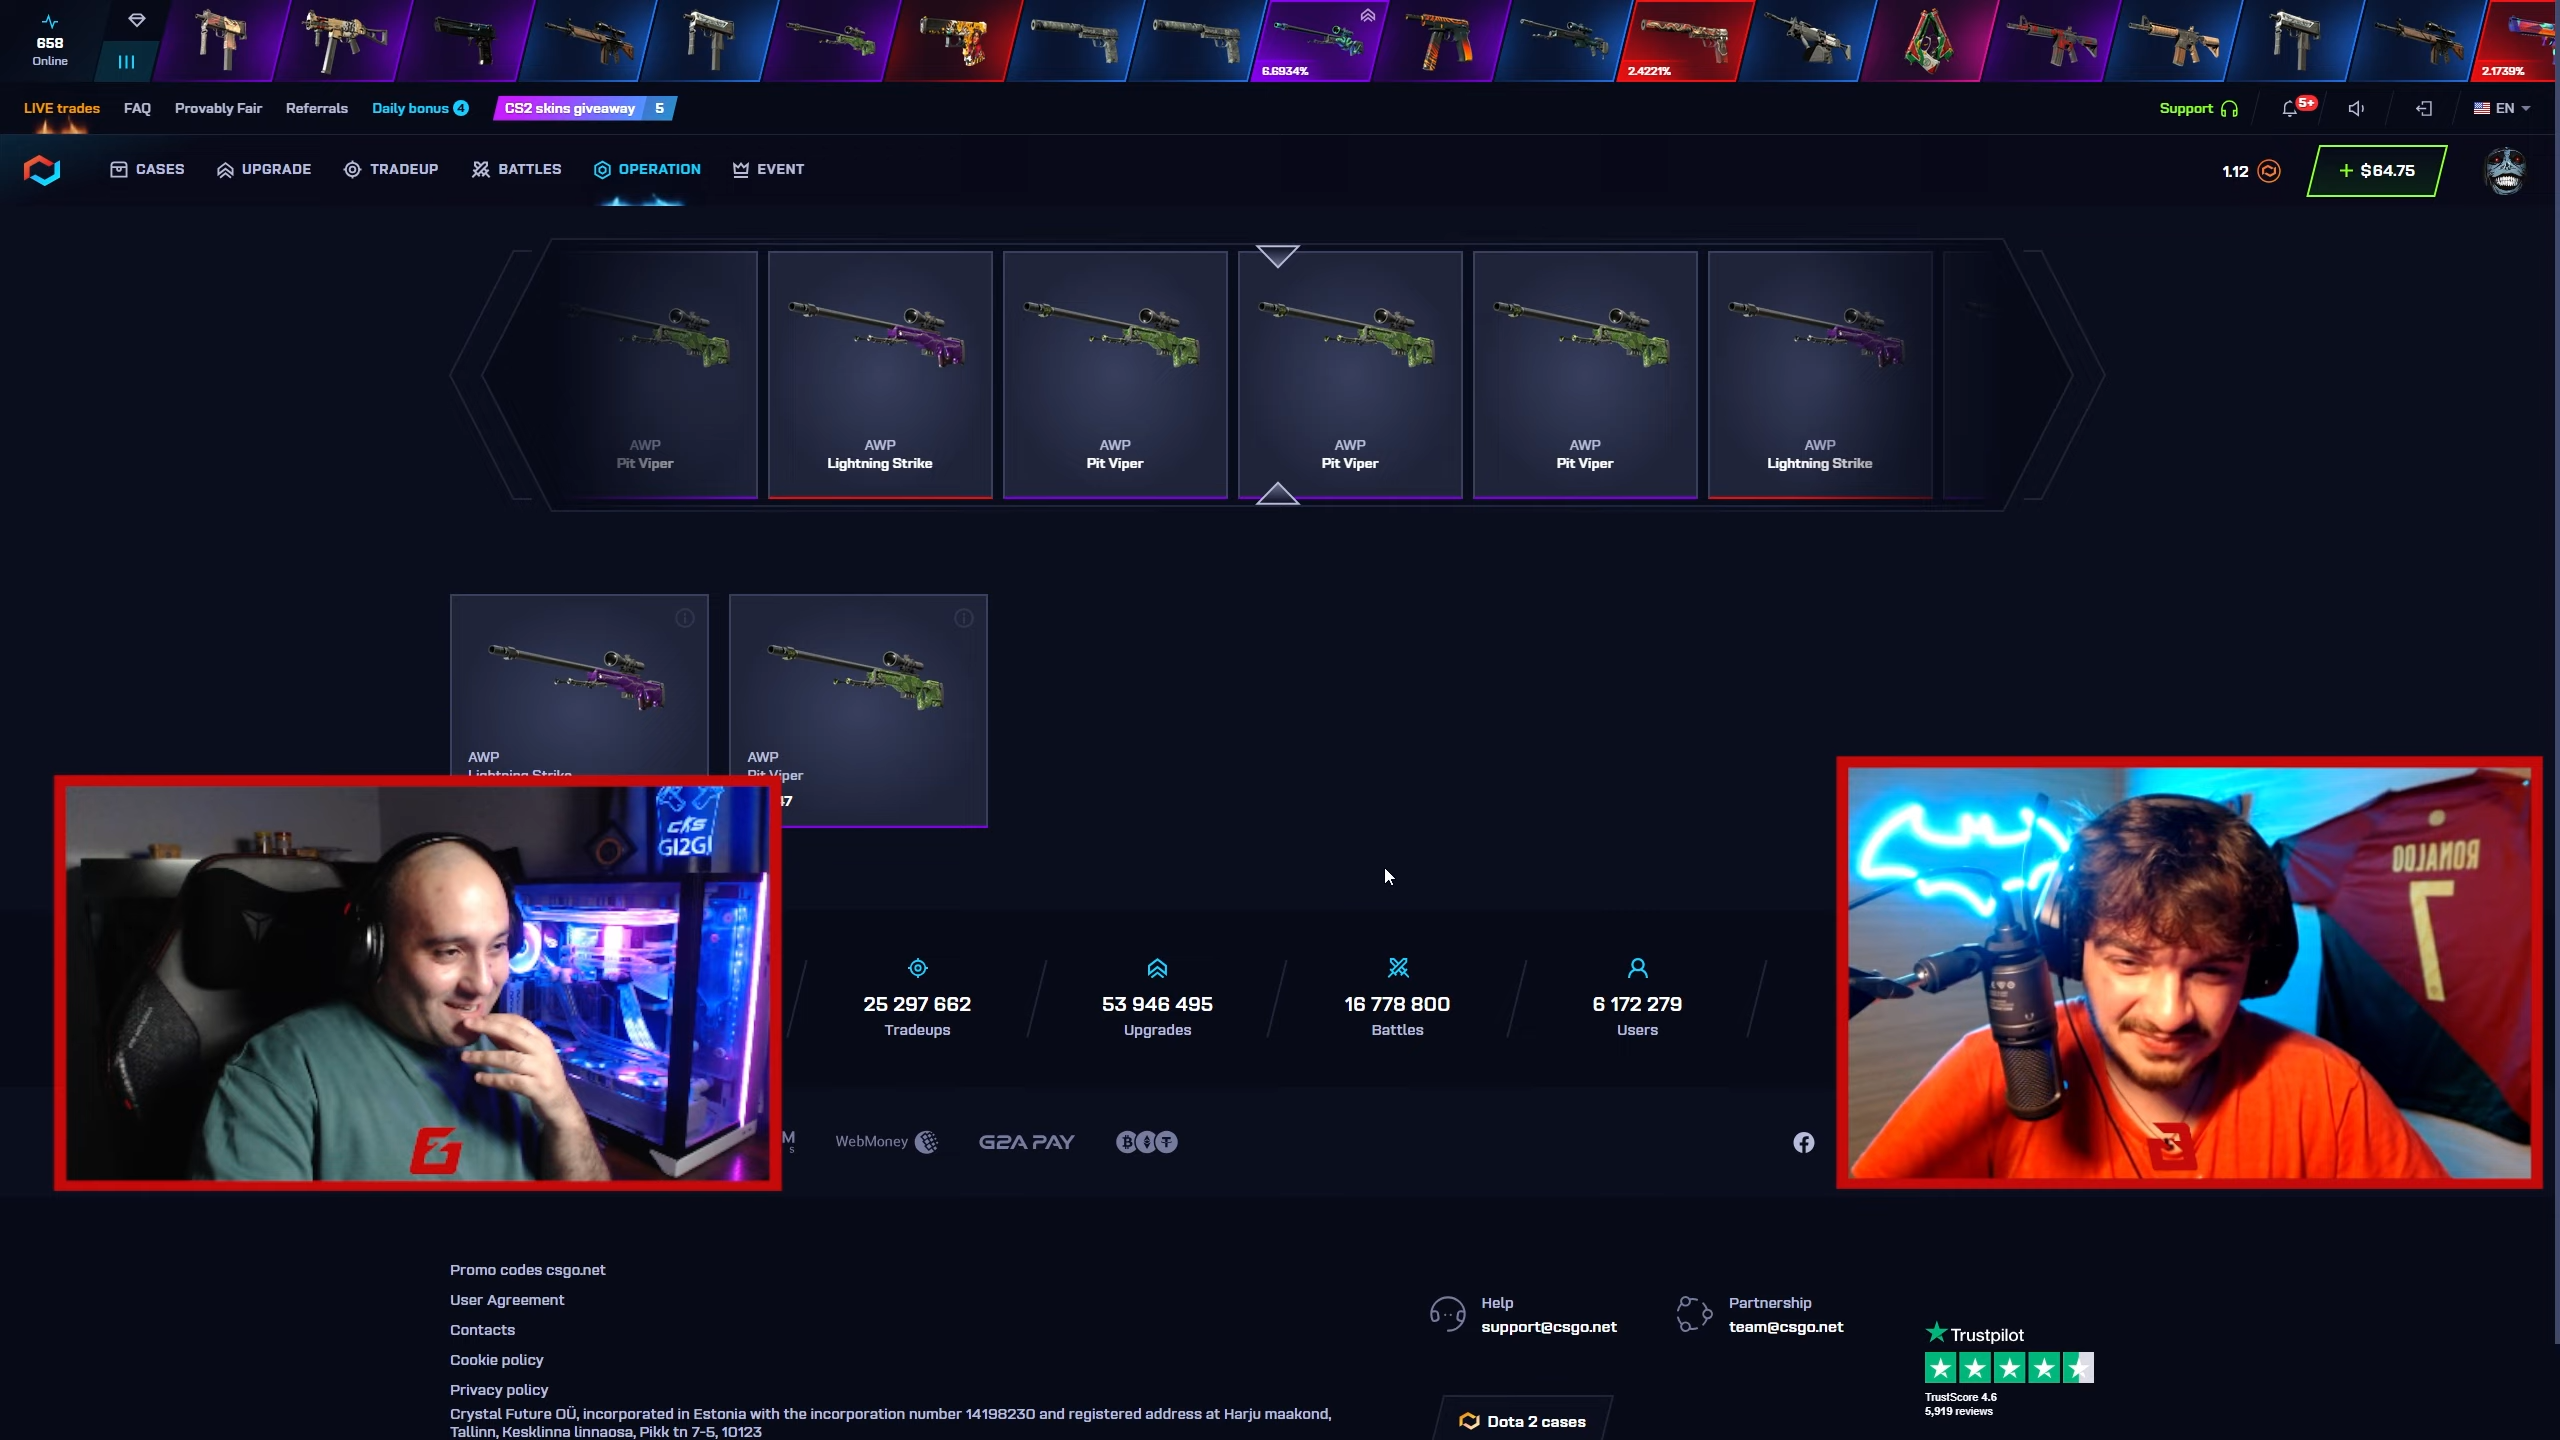 658
Online
6.6934%
2.4221%
2.1739%
LIVE trades
FAQ
Provably Fair
Referrals
Daily bonus 4
CS2 skins giveaway 5
Support
5+
EN
CASES
UPGRADE
TRADEUP
BATTLES
OPERATION
EVENT
1.12
+ $64.75
AWP
Pit Viper
AWP
Lightning Strike
AWP
Pit Viper
AWP
Pit Viper
AWP
Pit Viper
AWP
Lightning Strike
AWP
Lightning Strike
AWP
Pit Viper
47
GI2GI
RONALDO
7
25 297 662
Tradeups
53 946 495
Upgrades
16 778 800
Battles
6 172 279
Users
M
s
WebMoney
G2A PAY
Promo codes csgo.net
User Agreement
Contacts
Cookie policy
Privacy policy
Crystal Future OÜ, incorporated in Estonia with the incorporation number 14198230 and registered address at Harju maakond,
Tallinn, Kesklinna linnaosa, Pikk tn 7-5, 10123
Help
support@csgo.net
Partnership
team@csgo.net
Dota 2 cases
Trustpilot
TrustScore 4.6
5,919 reviews